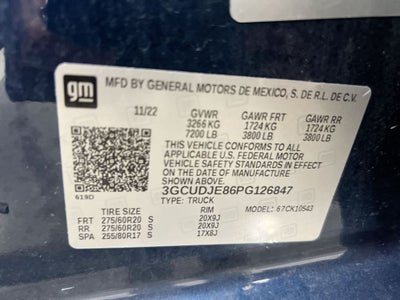 gm
MFD BY GENERAL MOTORS DE MEXICO, S. DE R.L. DE C.V.
11/22 GVWR GAWR FRT GAWR RR
3266 KG 1724 KG 1724 KG
7200 LB 3800 LB 3800 LB
THIS VEHICLE CONFORMS TO ALL
APPLICABLE U.S. FEDERAL MOTOR
VEHICLE SAFETY STANDARDS IN
EFFECT ON THE DATE OF
MANUFACTURE SHOWN ABOVE.
3GCUDJE86PG126847
619D TYPE: TRUCK MODEL: 67CK10543
TIRE SIZE RIM
FRT 275/60R20 S 20X9J
RR 275/60R20 S 20X9J
SPA 255/80R17 S 17X8J